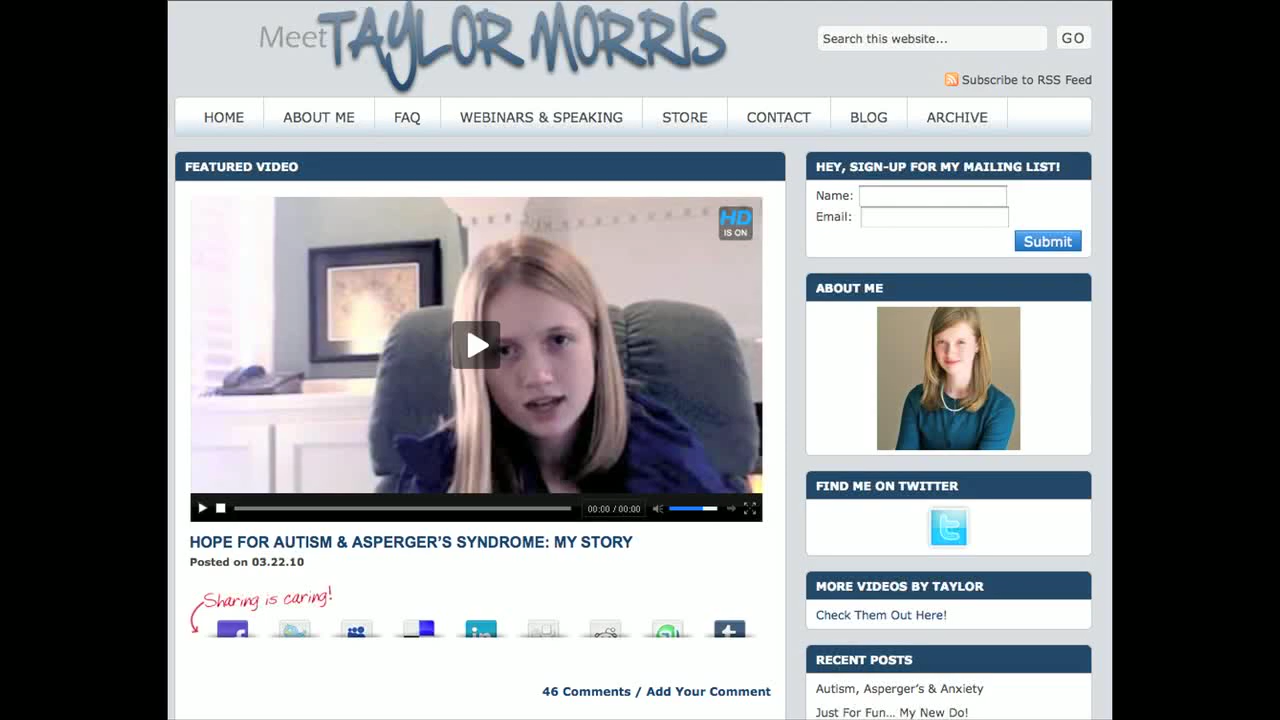 Meet TAYLOR MORRIS
Search this website...
GO
Subscribe to RSS Feed
HOME
ABOUT ME
FAQ
WEBINARS & SPEAKING
STORE
CONTACT
BLOG
ARCHIVE
FEATURED VIDEO
HD
IS ON
00:00 / 00:00
HOPE FOR AUTISM & ASPERGER'S SYNDROME: MY STORY
Posted on 03.22.10
Sharing is caring!
46 Comments / Add Your Comment
HEY, SIGN-UP FOR MY MAILING LIST!
Name:
Email:
Submit
ABOUT ME
FIND ME ON TWITTER
MORE VIDEOS BY TAYLOR
Check Them Out Here!
RECENT POSTS
Autism, Asperger's & Anxiety
Just For Fun... My New Do!